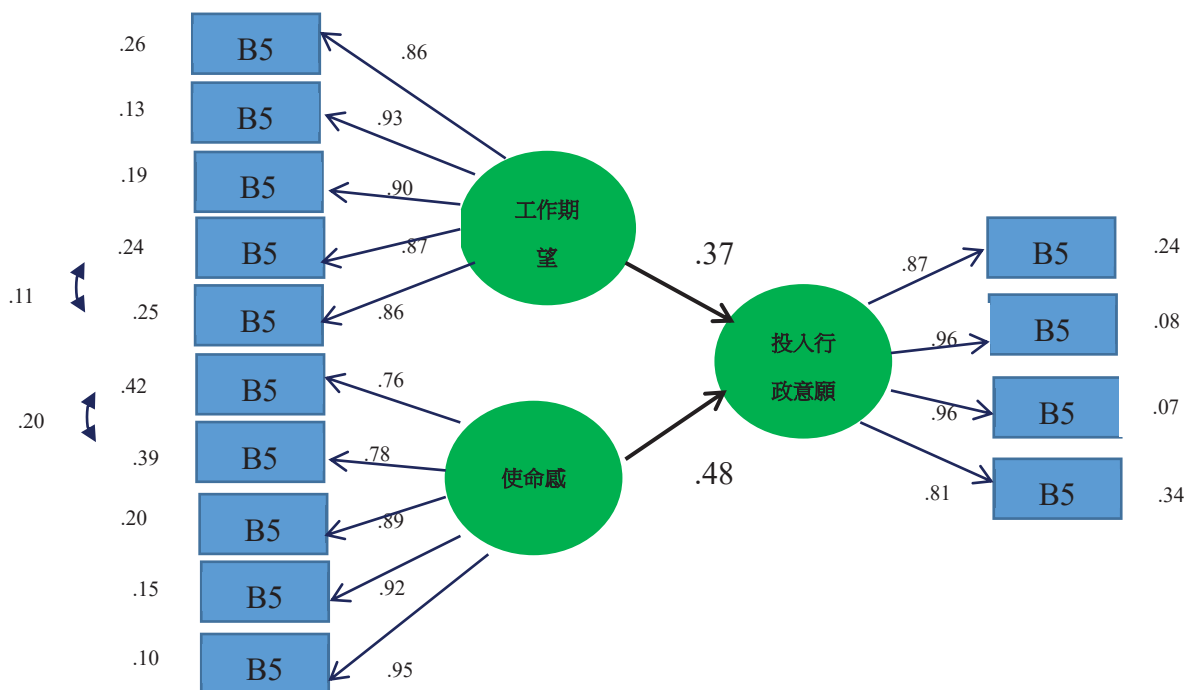 .26 B5 .86
.13 B5 .93
.19 B5 .90
.24 B5 .87
.11
.25 B5 .86
.42 B5 .76
.20
.39 B5 .78
.20 B5 .89
.15 B5 .92
.10 B5 .95
工作期
望
使命感
.37
.48
投入行
政意願
.87 B5 .24
.96 B5 .08
.96 B5 .07
.81 B5 .34